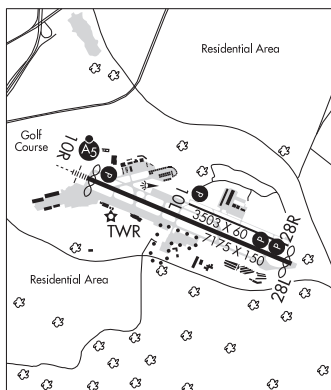 Residential Area
Golf
Course
A5
10R
P
10L
P
3503 X 60
7175 X 150
P
P
28R
28L
TWR
Residential Area